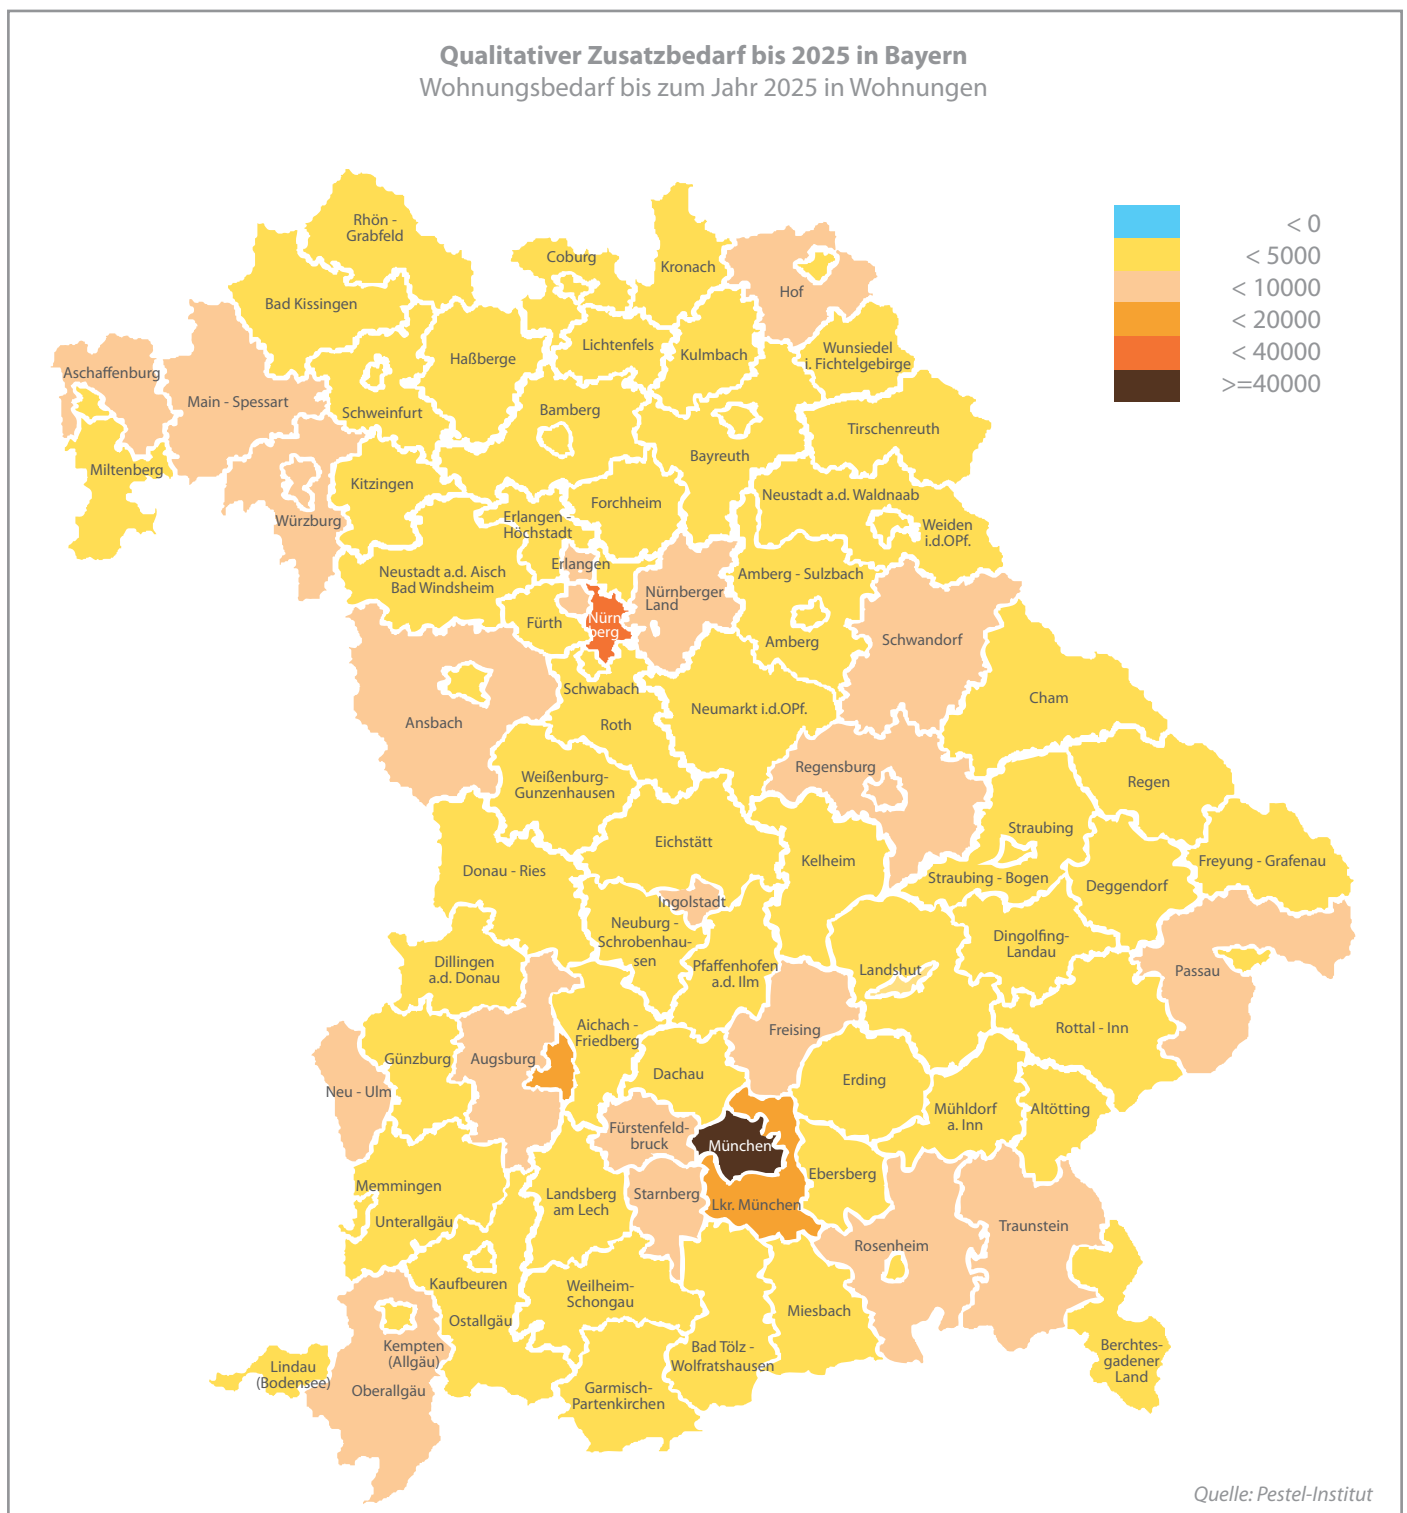 Qualitativer Zusatzbedarf bis 2025 in Bayern
Wohnungsbedarf bis zum Jahr 2025 in Wohnungen
< 0
< 5000
< 10000
< 20000
< 40000
>=40000
Rhön -
Grabfeld
Coburg
Kronach
Hof
Bad Kissingen
Lichtenfels
Kulmbach
Wunsiedel
i. Fichtelgebirge
Haßberge
Aschaffenburg
Main - Spessart
Schweinfurt
Bamberg
Bayreuth
Tirschenreuth
Miltenberg
Kitzingen
Würzburg
Forchheim
Neustadt a.d. Waldnaab
Weiden
i.d.OPf.
Erlangen -
Höchstadt
Erlangen
Neustadt a.d. Aisch
Bad Windsheim
Amberg - Sulzbach
Nürnberger
Land
Fürth
Nürn
berg
Amberg
Schwandorf
Schwabach
Roth
Neumarkt i.d.OPf.
Cham
Ansbach
Regensburg
Regen
Weißenburg-
Gunzenhausen
Straubing
Eichstätt
Kelheim
Donau - Ries
Straubing - Bogen
Deggendorf
Freyung - Grafenau
Ingolstadt
Neuburg -
Schrobenhau-
sen
Dingolfing-
Landau
Dillingen
a.d. Donau
Pfaffenhofen
a.d. Ilm
Landshut
Passau
Aichach -
Friedberg
Freising
Rottal - Inn
Günzburg
Augsburg
Dachau
Erding
Neu - Ulm
Mühldorf
a. Inn
Altötting
Fürstenfeld-
bruck
München
Ebersberg
Memmingen
Landsberg
am Lech
Starnberg
Lkr. München
Unterallgäu
Traunstein
Rosenheim
Kaufbeuren
Weilheim-
Schongau
Miesbach
Ostallgäu
Kempten
(Allgäu)
Bad Tölz -
Wolfratshausen
Berchtes-
gadener
Land
Lindau
(Bodensee)
Oberallgäu
Garmisch-
Partenkirchen
Quelle: Pestel-Institut